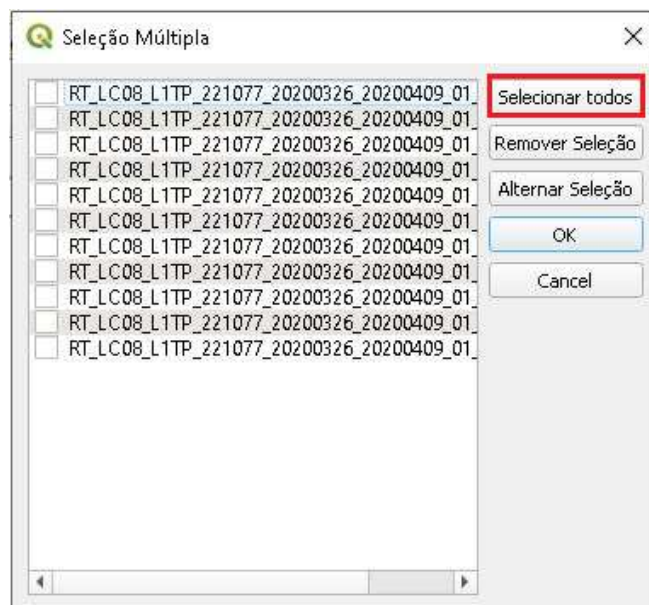 Seleção Múltipla
RT_LC08_L1TP_221077_20200326_20200409_01_
RT_LC08_L1TP_221077_20200326_20200409_01_
RT_LC08_L1TP_221077_20200326_20200409_01_
RT_LC08_L1TP_221077_20200326_20200409_01_
RT_LC08_L1TP_221077_20200326_20200409_01_
RT_LC08_L1TP_221077_20200326_20200409_01_
RT_LC08_L1TP_221077_20200326_20200409_01_
RT_LC08_L1TP_221077_20200326_20200409_01_
RT_LC08_L1TP_221077_20200326_20200409_01_
RT_LC08_L1TP_221077_20200326_20200409_01_
RT_LC08_L1TP_221077_20200326_20200409_01_
Selecionar todos
Remover Seleção
Alternar Seleção
OK
Cancel